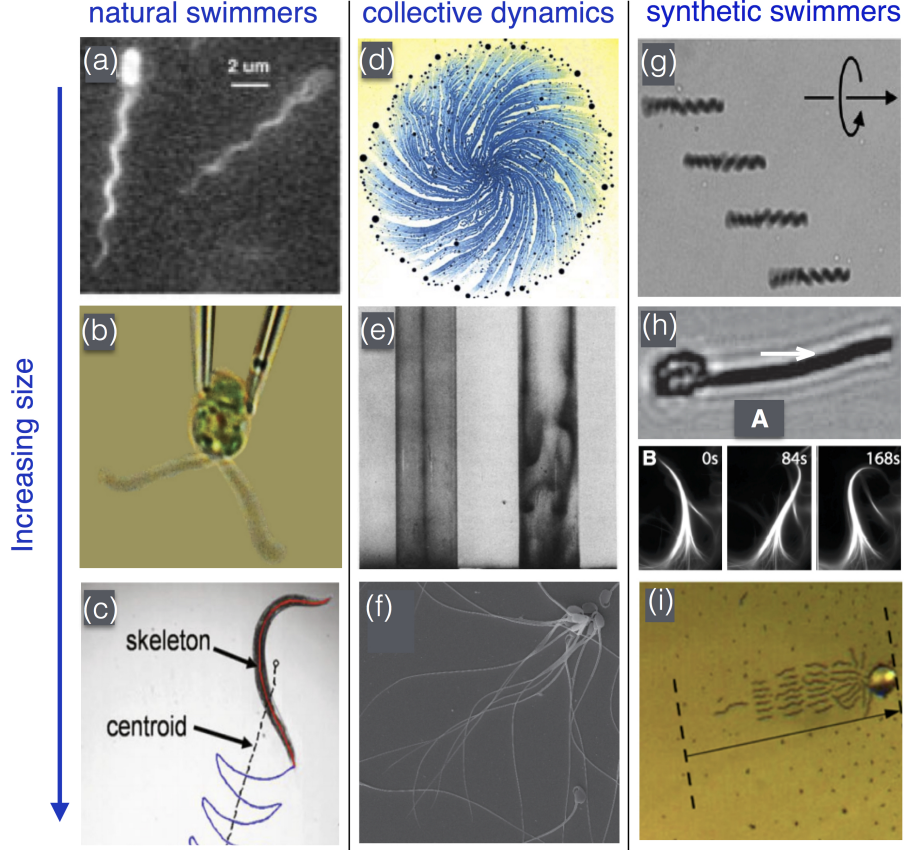 natural swimmers
collective dynamics
synthetic swimmers
Increasing size
(a)
2 um
(d)
(g)
(b)
(e)
(h)
A
B
0s
84s
168s
(c)
skeleton
centroid
(f)
(i)